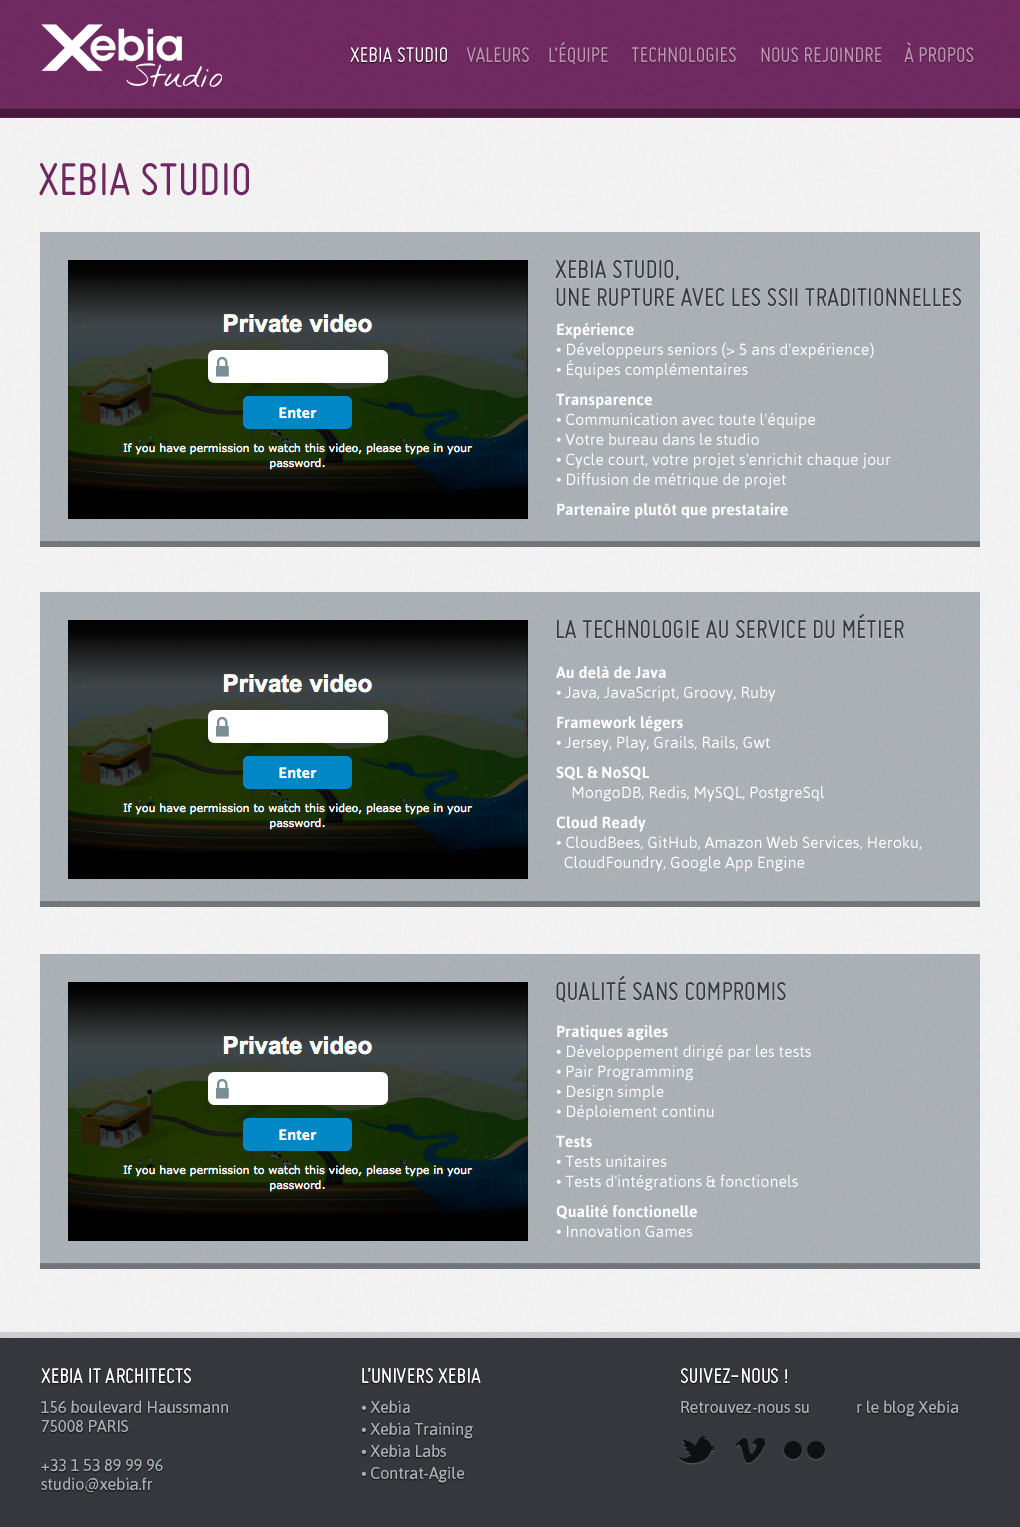 Xebia
Studio
XEBIA STUDIO VALEURS L'ÉQUIPE TECHNOLOGIES NOUS REJOINDRE À PROPOS
XEBIA STUDIO
Private video
Enter
If you have permission to watch this video, please type in your
password.
XEBIA STUDIO,
UNE RUPTURE AVEC LES SSII TRADITIONNELLES
Expérience
• Développeurs seniors (> 5 ans d'expérience)
• Équipes complémentaires
Transparence
• Communication avec toute l'équipe
• Votre bureau dans le studio
• Cycle court, votre projet s'enrichit chaque jour
• Diffusion de métrique de projet
Partenaire plutôt que prestataire
Private video
Enter
If you have permission to watch this video, please type in your
password.
LA TECHNOLOGIE AU SERVICE DU MÉTIER
Au delà de Java
• Java, JavaScript, Groovy, Ruby
Framework légers
• Jersey, Play, Grails, Rails, Gwt
SQL & NoSQL
MongoDB, Redis, MySQL, PostgreSql
Cloud Ready
• CloudBees, GitHub, Amazon Web Services, Heroku,
CloudFoundry, Google App Engine
Private video
Enter
If you have permission to watch this video, please type in your
password.
QUALITÉ SANS COMPROMIS
Pratiques agiles
• Développement dirigé par les tests
• Pair Programming
• Design simple
• Déploiement continu
Tests
• Tests unitaires
• Tests d'intégrations & fonctionels
Qualité fonctionelle
• Innovation Games
XEBIA IT ARCHITECTS
156 boulevard Haussmann
75008 PARIS
+33 1 53 89 99 96
studio@xebia.fr
L'UNIVERS XEBIA
• Xebia
• Xebia Training
• Xebia Labs
• Contrat-Agile
SUIVEZ-NOUS !
Retrouvez-nous su r le blog Xebia